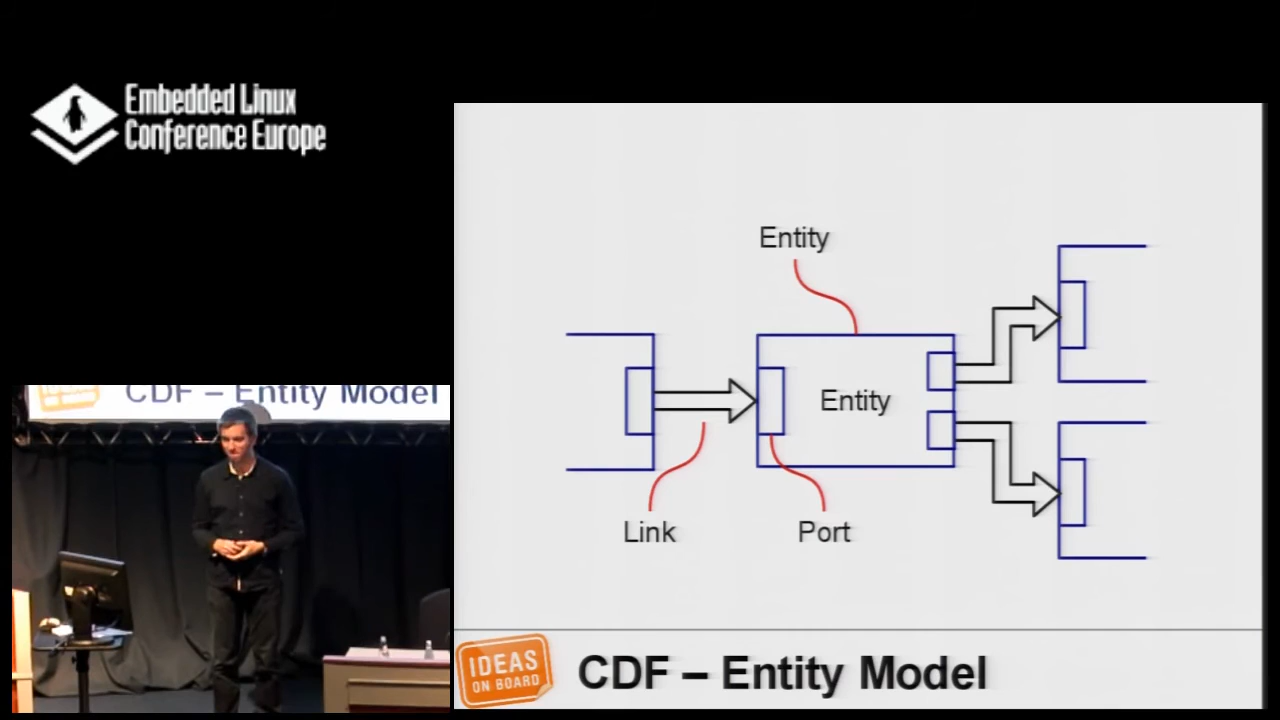 Embedded Linux
Conference Europe
CDF – Entity Model
Entity
Entity
Link
Port
IDEAS
ON BOARD
CDF – Entity Model